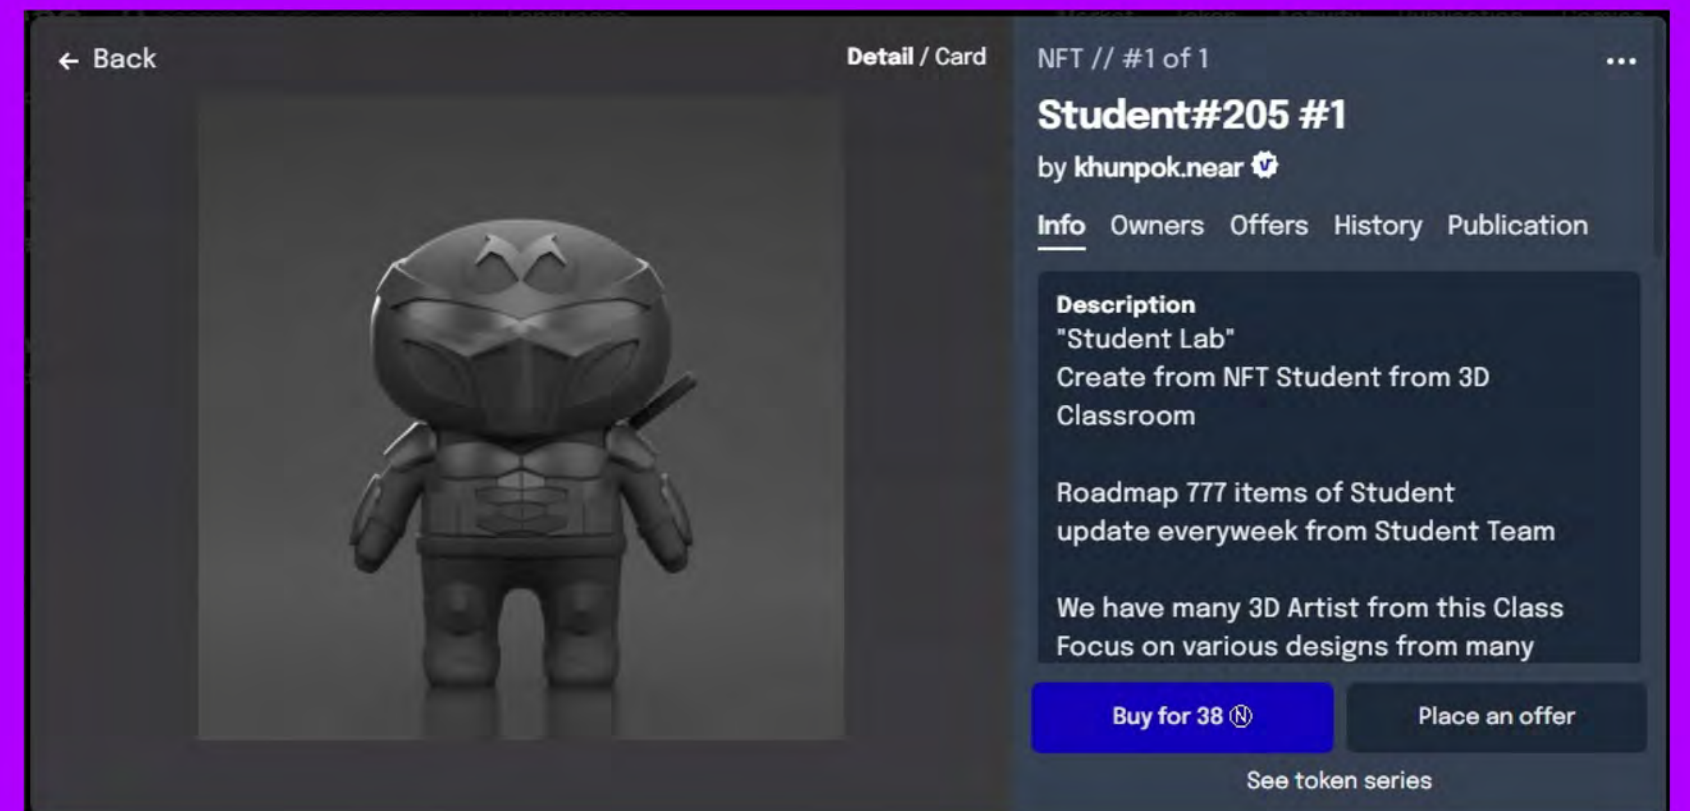 ← Back
Detail / Card
NFT // #1 of 1
Student#205 #1
by khunpok.near
Info Owners Offers History Publication
Description
"Student Lab"
Create from NFT Student from 3D
Classroom
Roadmap 777 items of Student
update everyweek from Student Team
We have many 3D Artist from this Class
Focus on various designs from many
Buy for 38 Ⓝ
Place an offer
See token series